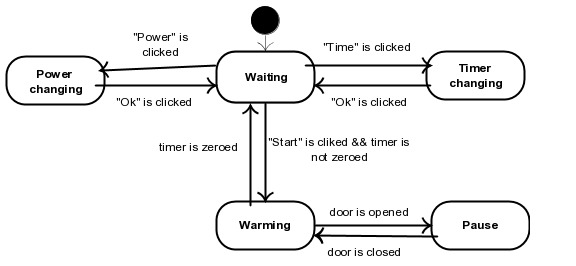 "Power" is
clicked
"Time" is clicked
Power
changing
Waiting
Timer
changing
"Ok" is clicked
"Ok" is clicked
timer is zeroed
"Start" is cliked && timer is
not zeroed
Warming
door is opened
Pause
door is closed